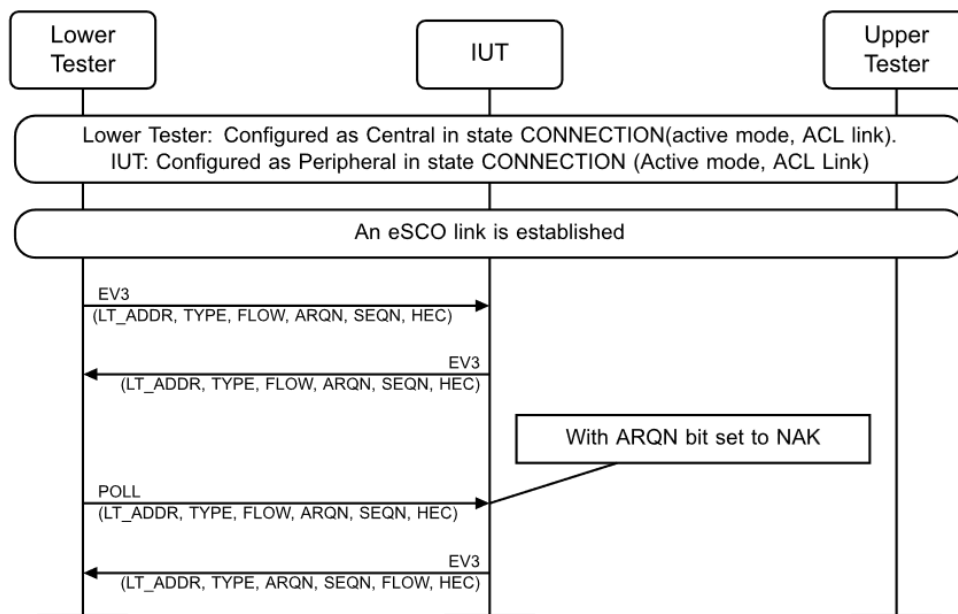 Lower
Tester
IUT
Upper
Tester
Lower Tester: Configured as Central in state CONNECTION(active mode, ACL link).
IUT: Configured as Peripheral in state CONNECTION (Active mode, ACL Link)
An eSCO link is established
EV3
(LT_ADDR, TYPE, FLOW, ARQN, SEQN, HEC)
EV3
(LT_ADDR, TYPE, FLOW, ARQN, SEQN, HEC)
With ARQN bit set to NAK
POLL
(LT_ADDR, TYPE, FLOW, ARQN, SEQN, HEC)
EV3
(LT_ADDR, TYPE, ARQN, SEQN, FLOW, HEC)